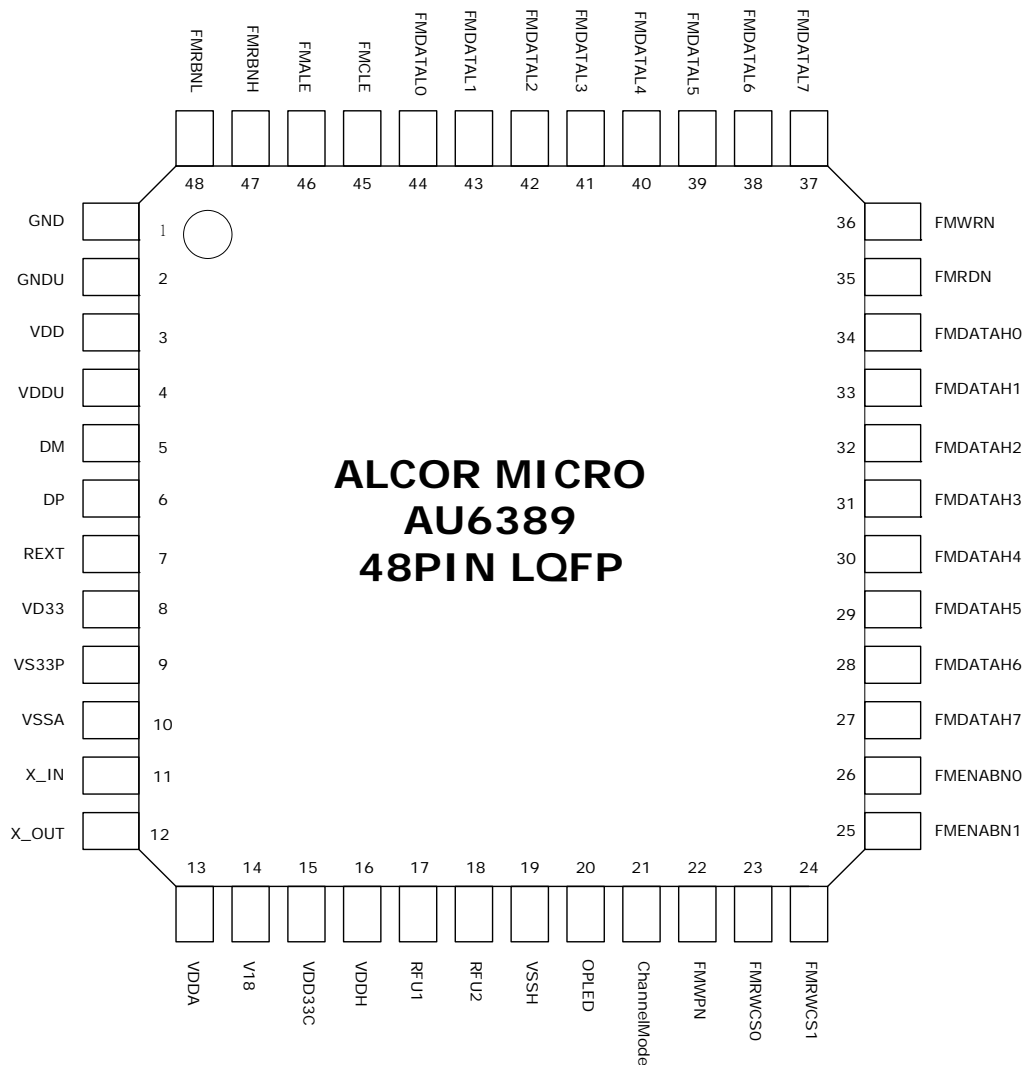 FMRBNL
FMRBNH
FMALE
FMCLE
FMDATAL0
FMDATAL1
FMDATAL2
FMDATAL3
FMDATAL4
FMDATAL5
FMDATAL6
FMDATAL7
48 47 46 45 44 43 42 41 40 39 38 37
GND 1 36 FMWRN
GNDU 2 35 FMRDN
VDD 3 34 FMDATAH0
VDDU 4 33 FMDATAH1
DM 5 32 FMDATAH2
ALCOR MICRO
DP 6 31 FMDATAH3
AU6389
REXT 7 30 FMDATAH4
48PIN LQFP
VD33 8 29 FMDATAH5
VS33P 9 28 FMDATAH6
VSSA 10 27 FMDATAH7
X_IN 11 26 FMENABN0
X_OUT 12 25 FMENABN1
13 14 15 16 17 18 19 20 21 22 23 24
VDDA
V18
VDD33C
VDDH
RFU1
RFU2
VSSH
OPLED
ChannelMode
FMWPN
FMRWCS0
FMRWCS1